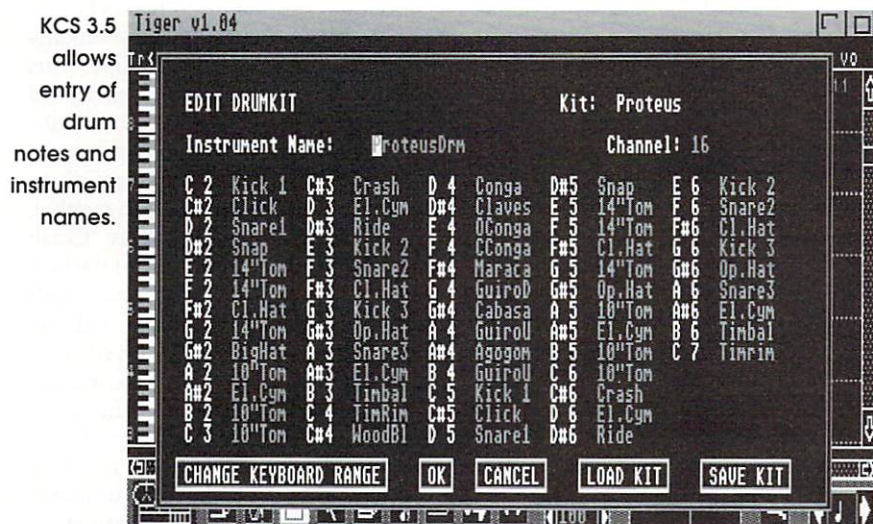 KCS 3.5
allows
entry of
drum
notes and
instrument
names.
Tiger v1.04
EDIT DRUMKIT Kit: Proteus
Instrument Name: ProteusDrm Channel: 16
C 2 Kick 1 C#3 Crash D 4 Conga D#5 Snap E 6 Kick 2
C#2 Click D 3 El.Cym D#4 Claves E 5 14"Tom F 6 Snare2
D 2 Snare1 D#3 Ride E 4 OConga F 5 14"Tom F#6 Cl.Hat
D#2 Snap E 3 Kick 2 F 4 CConga F#5 Cl.Hat G 6 Kick 3
E 2 14"Tom F 3 Snare2 F#4 Maraca G 5 14"Tom G#6 Op.Hat
F 2 14"Tom F#3 Cl.Hat G 4 GuiroD G#5 Op.Hat A 6 Snare3
F#2 Cl.Hat G 3 Kick 3 G#4 Cabasa A 5 10"Tom A#6 El.Cym
G 2 14"Tom G#3 Op.Hat A 4 GuiroU A#5 El.Cym B 6 Timbal
G#2 BigHat A 3 Snare3 A#4 Agogom B 5 10"Tom C 7 Timrim
A 2 10"Tom A#3 El.Cym B 4 GuiroU C 6 10"Tom
A#2 El.Cym B 3 Timbal C 5 Kick 1 C#6 Crash
B 2 10"Tom C 4 TimRim C#5 Click D 6 El.Cym
C 3 10"Tom C#4 WoodBl D 5 Snare1 D#6 Ride
CHANGE KEYBOARD RANGE OK CANCEL LOAD KIT SAVE KIT
100